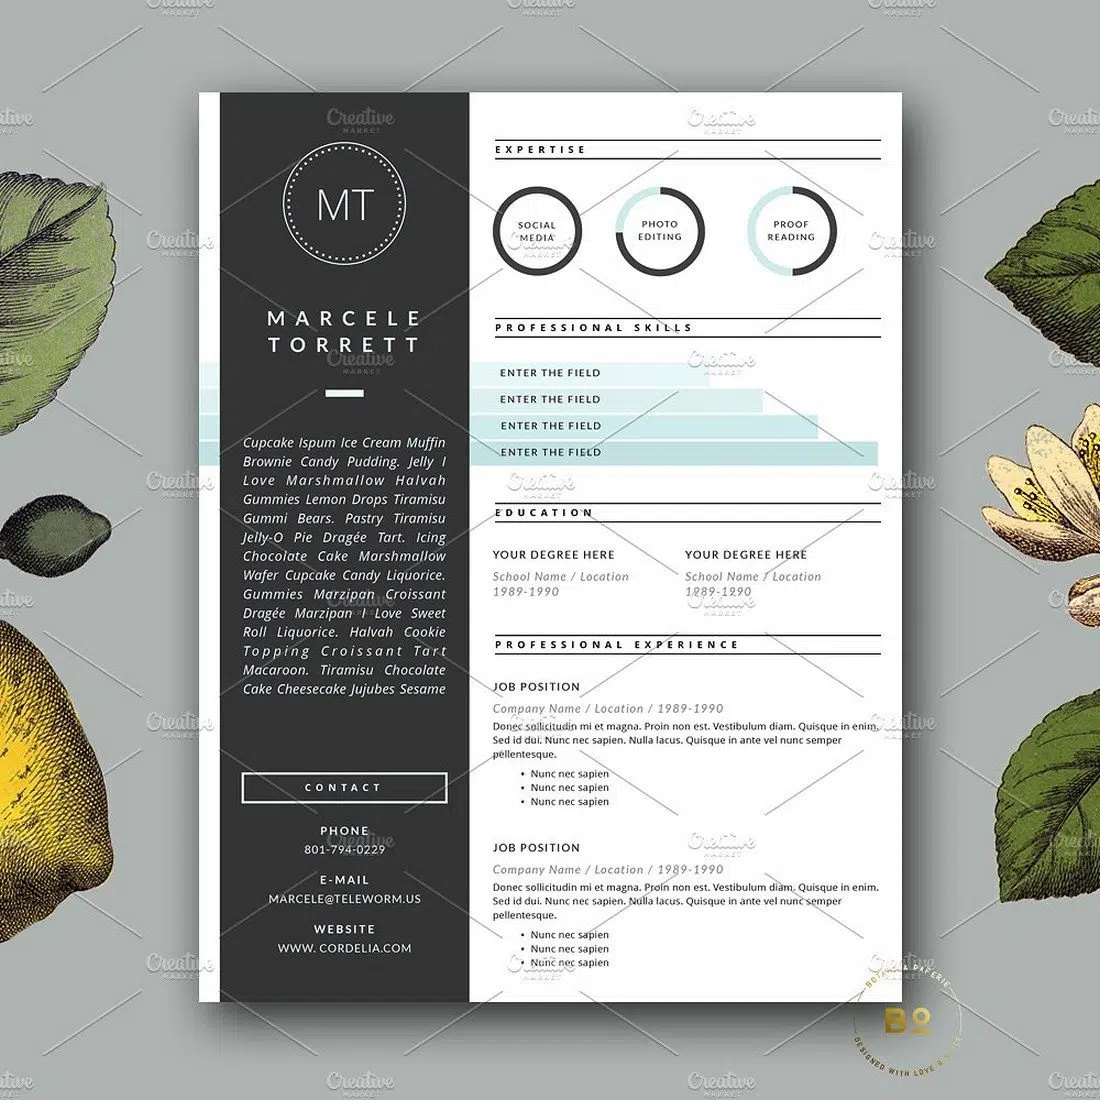 MT
MARCELE
TORRETT
Cupcake Ispum Ice Cream Muffin
Brownie Candy Pudding. Jelly I
Love Marshmallow Halvah
Gummies Lemon Drops Tiramisu
Gummi Bears. Pastry Tiramisu
Jelly-O Pie Dragée Tart. Icing
Chocolate Cake Marshmallow
Wafer Cupcake Candy Liquorice.
Gummies Marzipan Croissant
Dragée Marzipan I Love Sweet
Roll Liquorice. Halvah Cookie
Topping Croissant Tart
Macaroon. Tiramisu Chocolate
Cake Cheesecake Jujubes Sesame
CONTACT
PHONE
801-794-0229
E-MAIL
MARCELE@TELEWORM.US
WEBSITE
WWW. CORDELIA.COM
EXPERTISE
SOCIAL
MEDIA
PHOTO
EDITING
PROOF
READING
PROFESSIONAL SKILLS
ENTER THE FIELD
ENTER THE FIELD
ENTER THE FIELD
ENTER THE FIELD
EDUCATION
YOUR DEGREE HERE
School Name / Location
1989-1990
YOUR DEGREE HERE
School Name / Location
1989-1990
PROFESSIONAL EXPERIENCE
JOB POSITION
Company Name / Location / 1989-1990
Donec sollicitudin mi et magna. Proin non est. Vestibulum diam. Quisque in enim.
Sed id dui. Nunc nec sapien. Nulla lacus. Quisque in ante vel nunc semper
pellentesque.
• Nunc nec sapien
• Nunc nec sapien
• Nunc nec sapien
JOB POSITION
Company Name / Location / 1989-1990
Donec sollicitudin mi et magna. Proin non est. Vestibulum diam. Quisque in enim.
Sed id dui. Nunc nec sapien. Nulla lacus. Quisque in ante vel nunc semper
pellentesque.
• Nunc nec sapien
• Nunc nec sapien
• Nunc nec sapien
PAPERIE
BO
DESIGNED WITH LOVE
Creative
MARKET